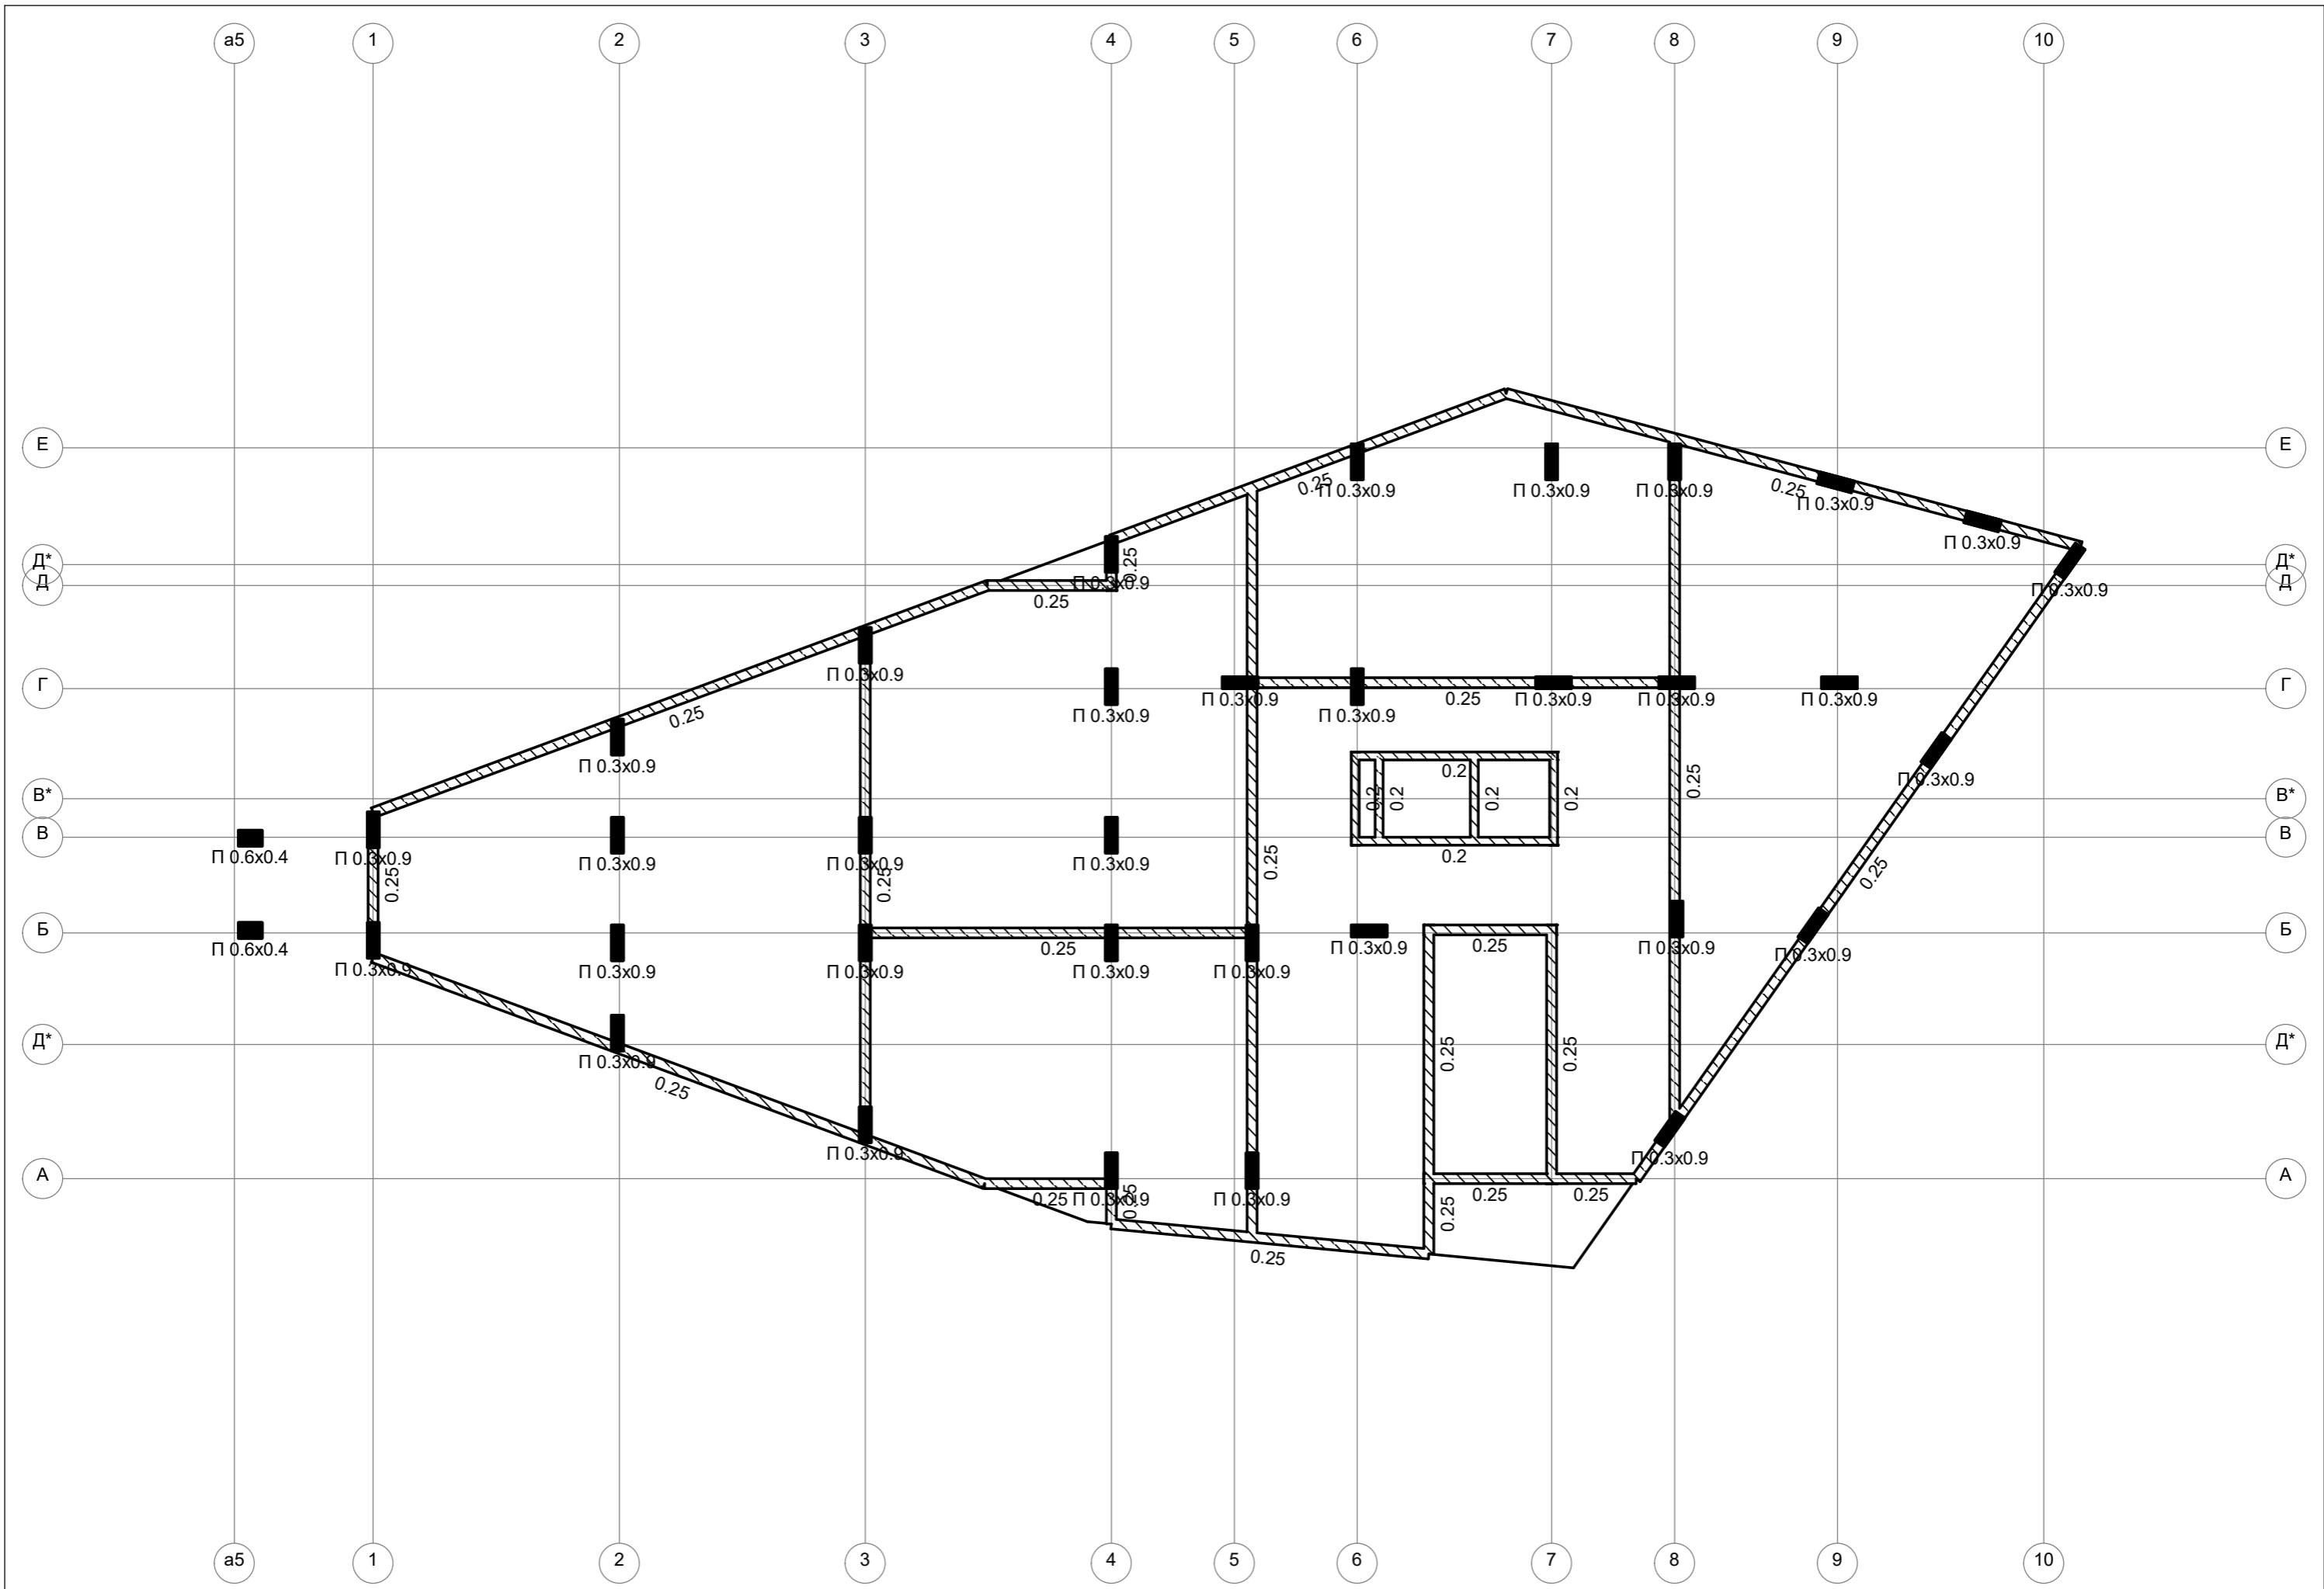 a5 1 2 3 4 5 6 7 8 9 10
Е Е
0.25 П 0.3x0.9 П 0.3x0.9 П 0.3x0.9 0.25 П 0.3x0.9
П 0.3x0.9
Д* 0.25 Д*
Д П 0.3x0.9 П 0.3x0.9 Д
0.25
П 0.3x0.9
Г Г
П 0.3x0.9 0.25 П 0.3x0.9 П 0.3x0.9 П 0.3x0.9
0.25 П 0.3x0.9 П 0.3x0.9
П 0.3x0.9 0.2 0.25 П 0.3x0.9
В* 0.2 0.2 0.2 0.2 В*
В В
П 0.6x0.4 П 0.3x0.9 П 0.3x0.9 П 0.3x0.9 П 0.3x0.9 0.25 0.2
0.25 0.25 0.25
Б Б
П 0.6x0.4 0.25 П 0.3x0.9 0.25 П 0.3x0.9 П 0.3x0.9
П 0.3x0.9 П 0.3x0.9 П 0.3x0.9 П 0.3x0.9 П 0.3x0.9
Д* Д*
П 0.3x0.9 0.25 0.25
0.25
П 0.3x0.9 П 0.3x0.9
А А
0.25 П 0.3x0.9 0.25 П 0.3x0.9 0.25 0.25
0.25
0.25
a5 1 2 3 4 5 6 7 8 9 10